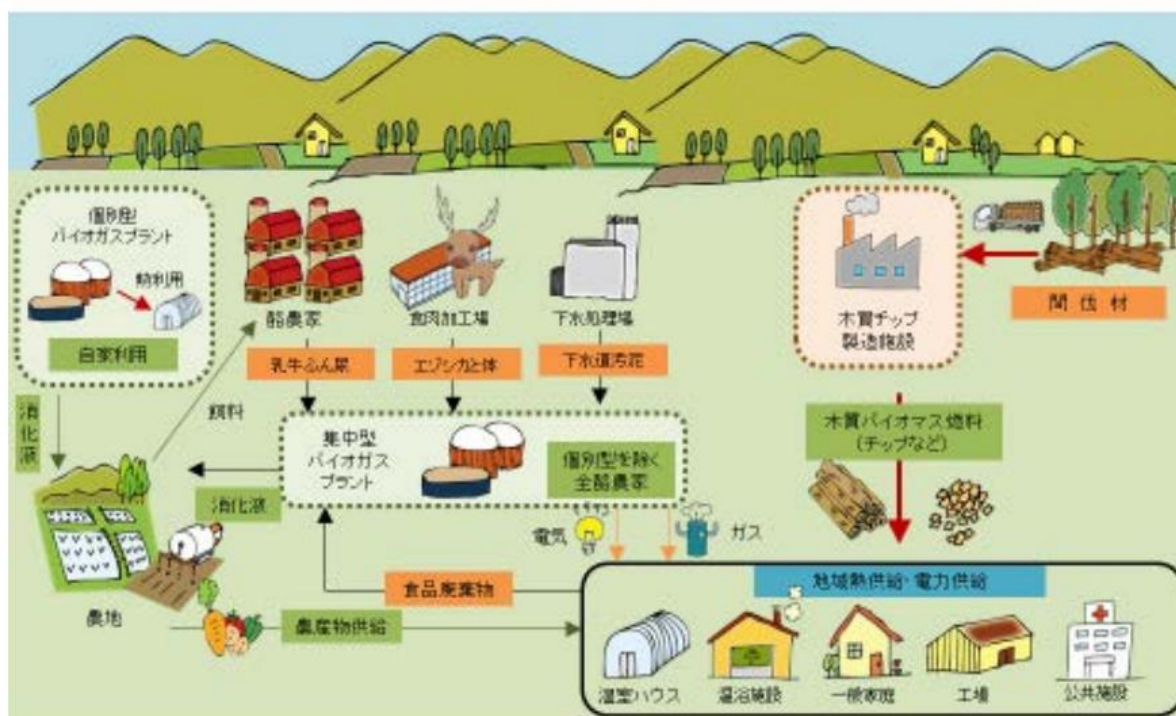 個別型
バイオガスプラント
熱利用
自家利用
酪農家
食肉加工場
下水処理場
木質チップ
製造施設
間伐材
乳牛ふん尿
エゾシカと体
下水道汚泥
消化液
飼料
集中型
バイオガス
プラント
個別型を除く
全酪農家
木質バイオマス燃料
(チップなど)
消化液
電気
ガス
食品廃棄物
地域熱供給・電力供給
農地
農産物供給
温室ハウス
温浴施設
一般家庭
工場
公共施設